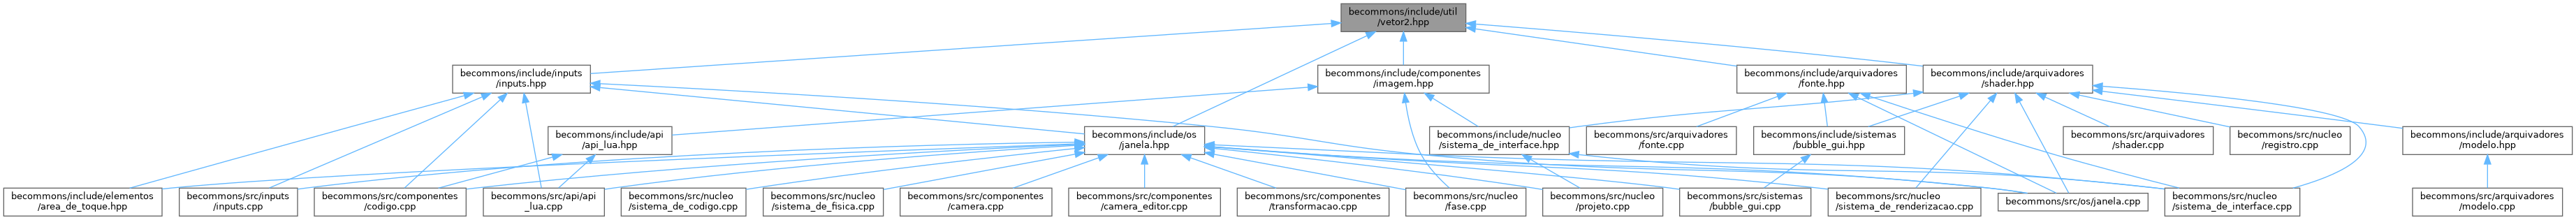 becommons/include/util
/vetor2.hpp
becommons/include/inputs
/inputs.hpp
becommons/include/componentes
/imagem.hpp
becommons/include/arquivadores
/fonte.hpp
becommons/include/arquivadores
/shader.hpp
becommons/include/api
/api_lua.hpp
becommons/include/os
/janela.hpp
becommons/include/nucleo
/sistema_de_interface.hpp
becommons/src/arquivadores
/fonte.cpp
becommons/include/sistemas
/bubble_gui.hpp
becommons/src/arquivadores
/shader.cpp
becommons/src/nucleo
/registro.cpp
becommons/include/arquivadores
/modelo.hpp
becommons/include/elementos
/area_de_toque.hpp
becommons/src/inputs
/inputs.cpp
becommons/src/componentes
/codigo.cpp
becommons/src/api/api
_lua.cpp
becommons/src/nucleo
/sistema_de_codigo.cpp
becommons/src/nucleo
/sistema_de_fisica.cpp
becommons/src/componentes
/camera.cpp
becommons/src/componentes
/camera_editor.cpp
becommons/src/componentes
/transformacao.cpp
becommons/src/nucleo
/fase.cpp
becommons/src/nucleo
/projeto.cpp
becommons/src/sistemas
/bubble_gui.cpp
becommons/src/nucleo
/sistema_de_renderizacao.cpp
becommons/src/os/janela.cpp
becommons/src/nucleo
/sistema_de_interface.cpp
becommons/src/arquivadores
/modelo.cpp